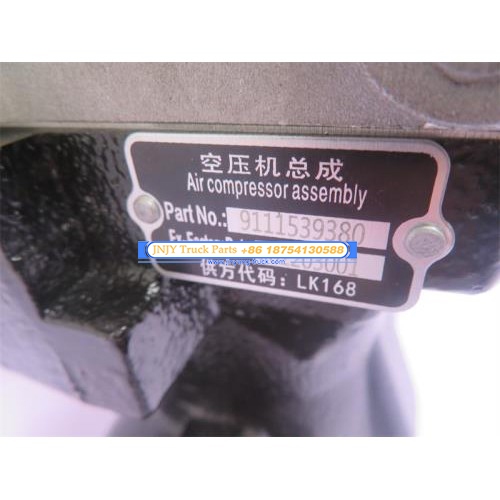 空压机总成
Air compressor assembly
Part No.: 9111539380
JNJY Truck Parts +86 18754130588
供方代码: LK168